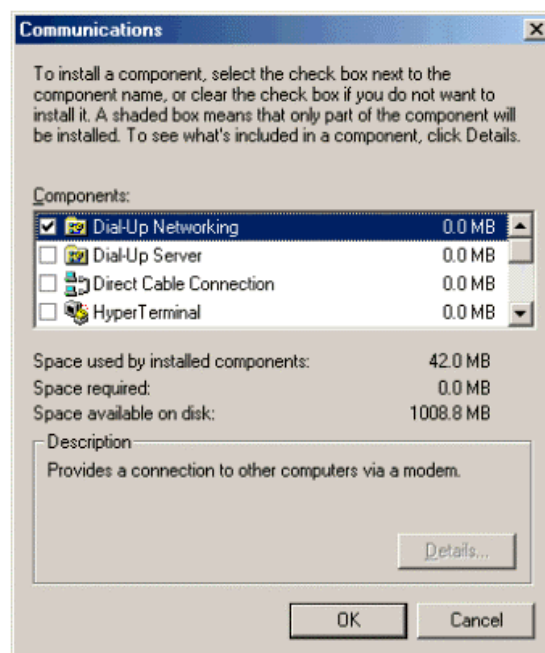 Communications
To install a component, select the check box next to the
component name, or clear the check box if you do not want to
install it. A shaded box means that only part of the component will
be installed. To see what's included in a component, click Details.
Components:
Dial-Up Networking 0.0 MB
Dial-Up Server 0.0 MB
Direct Cable Connection 0.0 MB
HyperTerminal 0.0 MB
Space used by installed components: 42.0 MB
Space required: 0.0 MB
Space available on disk: 1008.8 MB
Description
Provides a connection to other computers via a modem.
Details...
OK Cancel